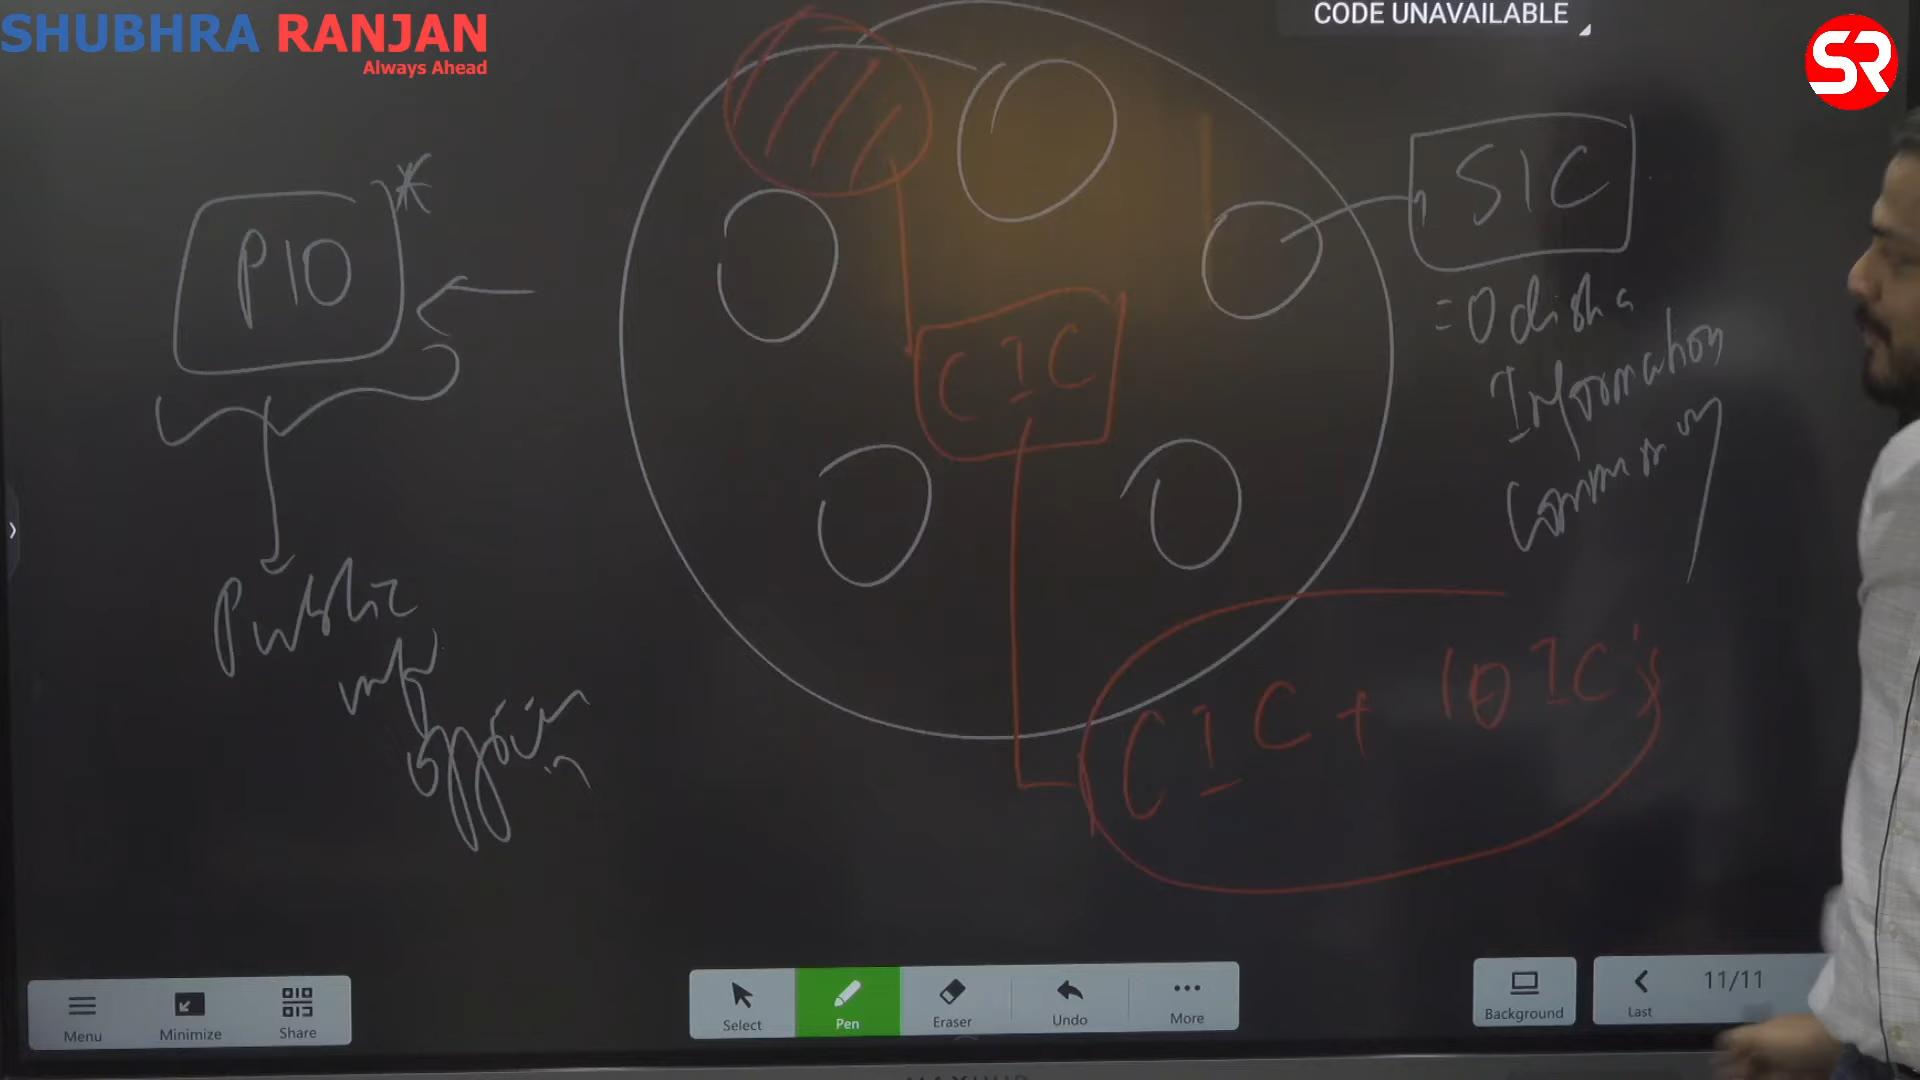 SHUBHRA RANJAN
Always Ahead
CODE UNAVAILABLE
SR
PIO*
SIC
= Odisha
Information
CIC
Public
info
CIC + 10 IC's
Menu
Minimize
Share
Select
Pen
Eraser
Undo
More
Background
Last
11/11